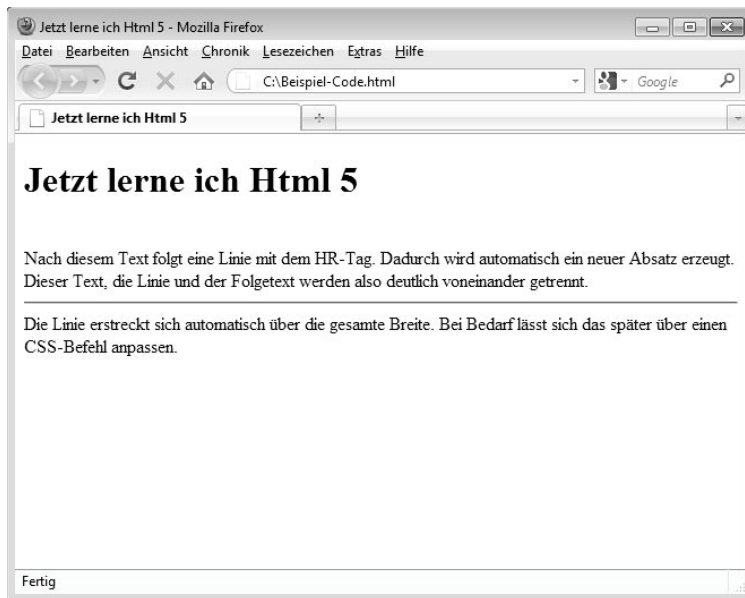 Jetzt lerne ich Html 5 - Mozilla Firefox
Datei Bearbeiten Ansicht Chronik Lesezeichen Extras Hilfe
C:\Beispiel-Code.html
Google
Jetzt lerne ich Html 5
Jetzt lerne ich Html 5
Nach diesem Text folgt eine Linie mit dem HR-Tag. Dadurch wird automatisch ein neuer Absatz erzeugt.
Dieser Text, die Linie und der Folgetext werden also deutlich voneinander getrennt.
Die Linie erstreckt sich automatisch über die gesamte Breite. Bei Bedarf lässt sich das später über einen
CSS-Befehl anpassen.
Fertig